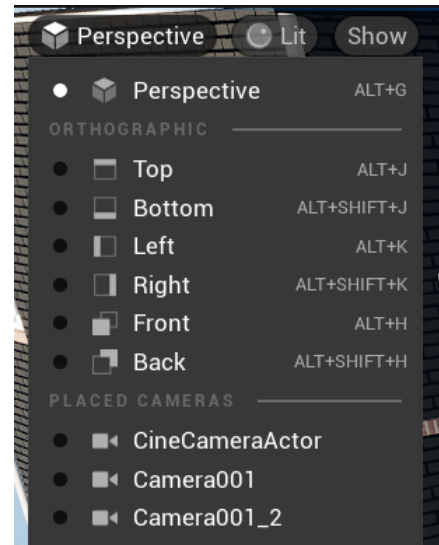 Perspective Lit Show
Perspective ALT+G
ORTHOGRAPHIC
Top ALT+J
Bottom ALT+SHIFT+J
Left ALT+K
Right ALT+SHIFT+K
Front ALT+H
Back ALT+SHIFT+H
PLACED CAMERAS
CineCameraActor
Camera001
Camera001_2